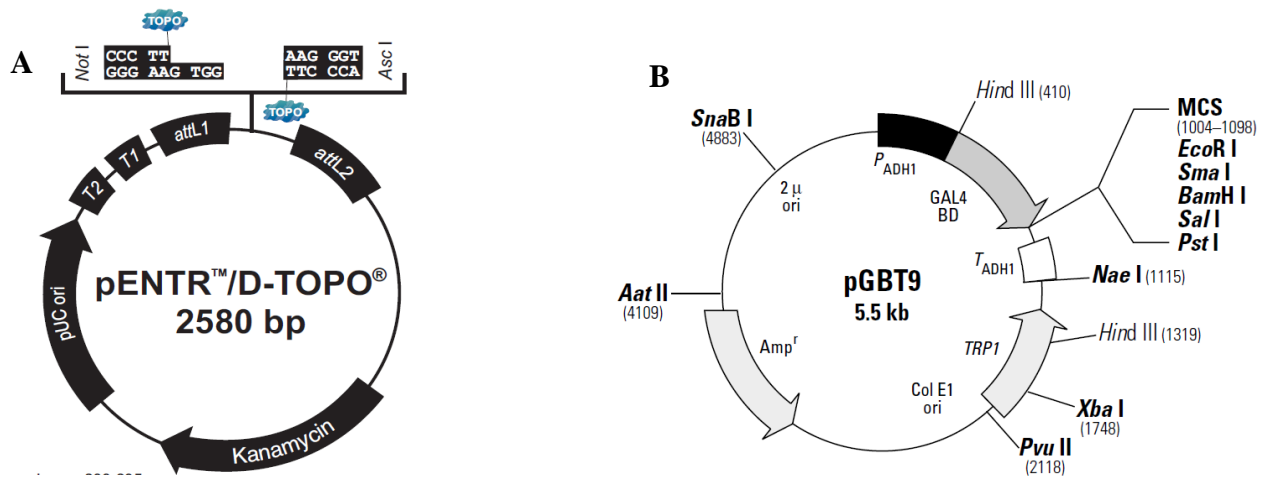 A
TOPO
Not I
CCC TT
GGG AAG TGG
AAG GGT
TTC CCA
Asc I
TOPO
attL1
attL2
T1
T2
pUC ori
Kanamycin
pENTR™/D-TOPO®
2580 bp
B
SnaB I
(4883)
Hind III (410)
PADH1
2 μ
ori
GAL4
BD
MCS
(1004–1098)
EcoR I
Sma I
BamH I
Sal I
Pst I
TADH1
Nae I (1115)
Aat II
(4109)
pGBT9
5.5 kb
Hind III (1319)
TRP1
Ampr
Col E1
ori
Xba I
(1748)
Pvu II
(2118)